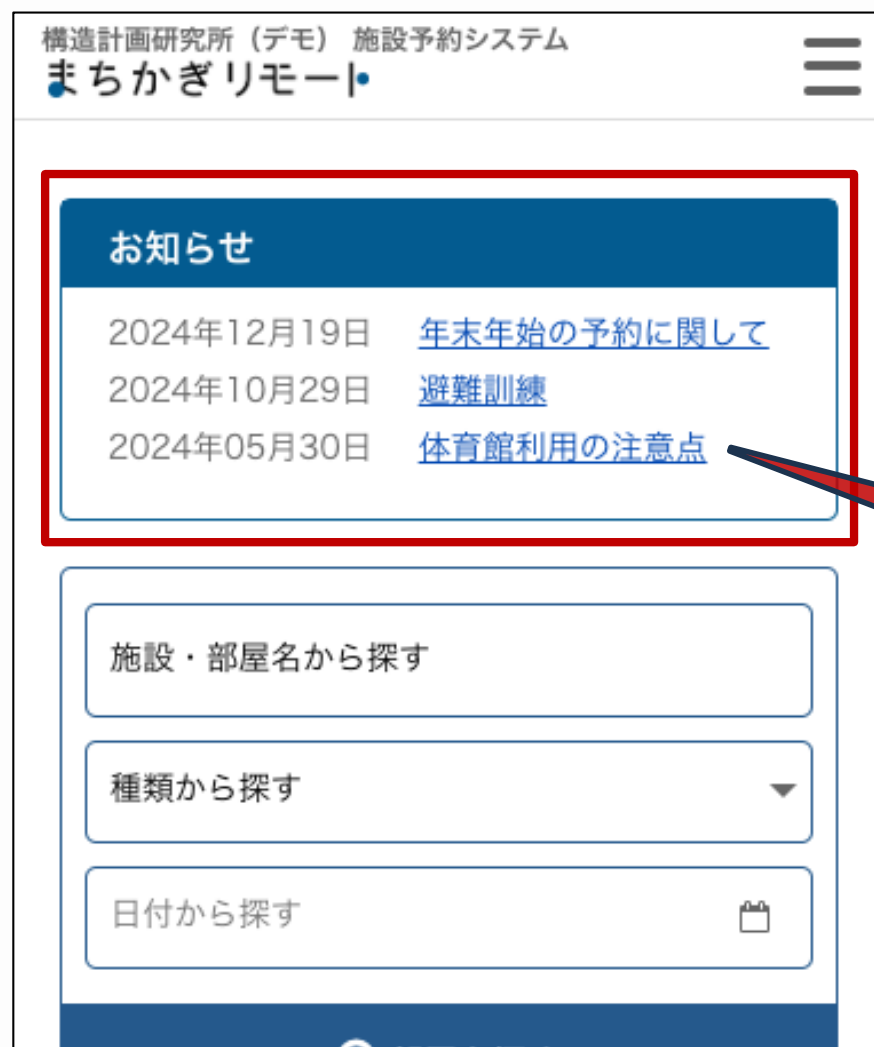 構造計画研究所（デモ） 施設予約システム
まちかぎリモート
お知らせ
2024年12月19日 年末年始の予約に関して
2024年10月29日 避難訓練
2024年05月30日 体育館利用の注意点
施設・部屋名から探す
種類から探す
日付から探す